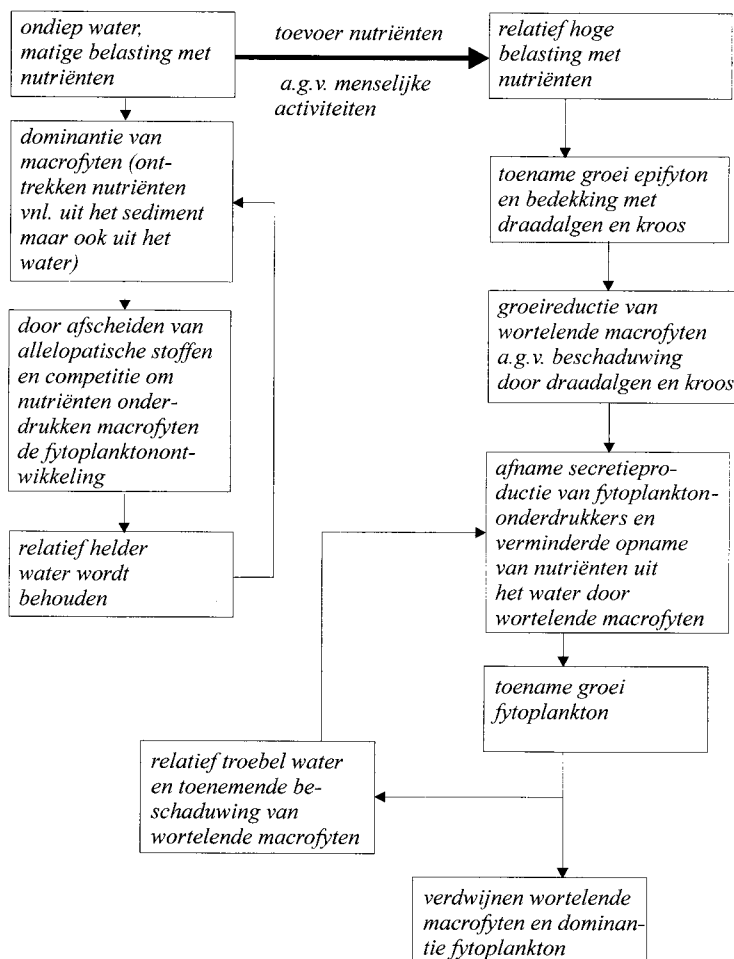 ondiep water,
matige belasting met
nutriënten
toevoer nutriënten
a.g.v. menselijke
activiteiten
relatief hoge
belasting met
nutriënten
dominantie van
macrofyten (ont-
trekken nutriënten
vnl. uit het sediment
maar ook uit het
water)
door afscheiden van
allelopatische stoffen
en competitie om
nutriënten onder-
drukken macrofyten
de fytoplanktonont-
wikkeling
relatief helder
water wordt
behouden
toename groei epifyton
en bedekking met
draadalgen en kroos
groeireductie van
wortelende macrofyten
a.g.v. beschaduwing
door draadalgen en kroos
afname secretiepro-
ductie van fytoplankton-
onderdrukkers en
verminderde opname
van nutriënten uit
het water door
wortelende macrofyten
toename groei
fytoplankton
relatief troebel water
en toenemende be-
schaduwing van
wortelende macrofyten
verdwijnen wortelende
macrofyten en dominan-
tie fytoplankton